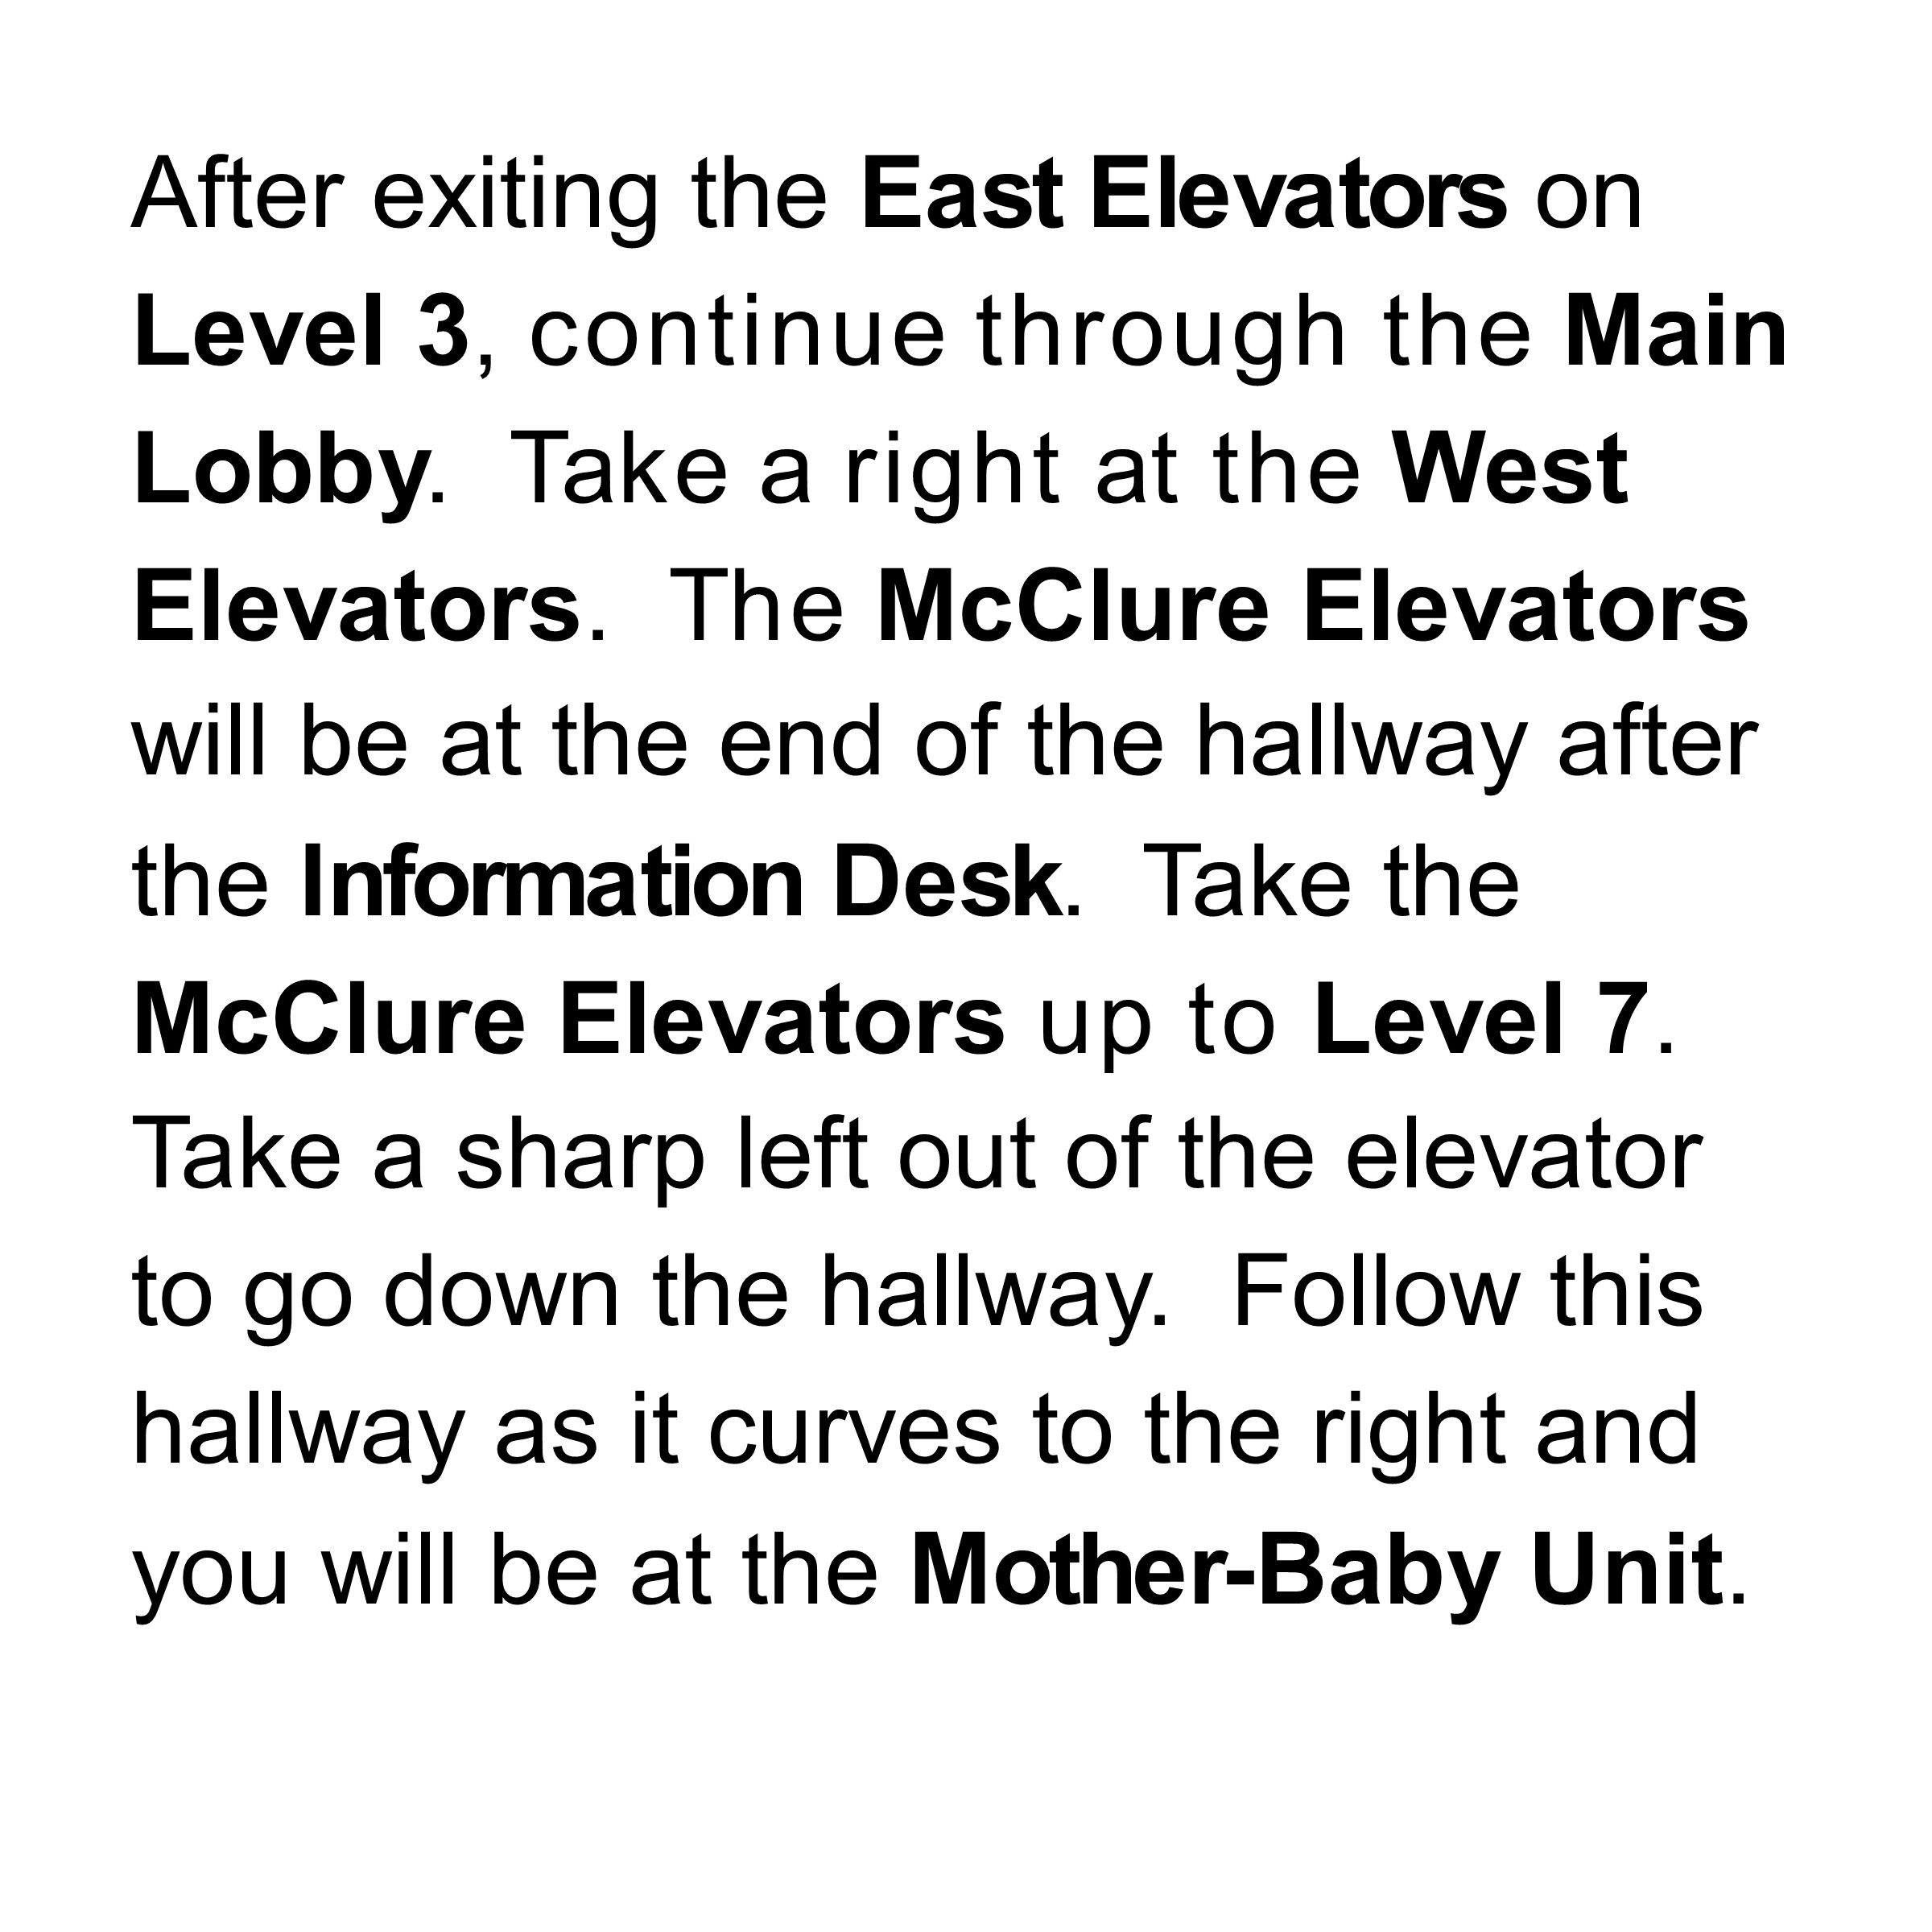 After exiting the East Elevators on
Level 3, continue through the Main
Lobby. Take a right at the West
Elevators. The McClure Elevators
will be at the end of the hallway after
the Information Desk. Take the
McClure Elevators up to Level 7.
Take a sharp left out of the elevator
to go down the hallway. Follow this
hallway as it curves to the right and
you will be at the Mother-Baby Unit.